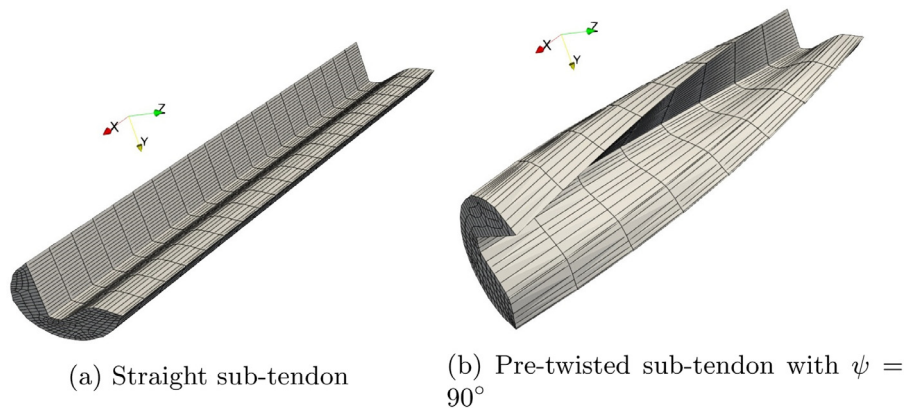 X Z
Y
X Z
Y
(a) Straight sub-tendon
(b) Pre-twisted sub-tendon with ψ =
90°